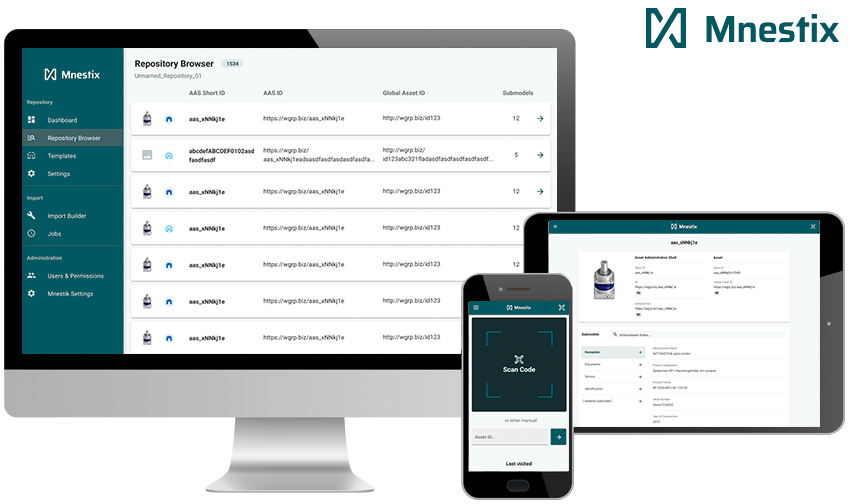 Mnestix
Mnestix
Repository
Dashboard
Repository Browser
Templates
Settings
Import
Import Builder
Jobs
Administration
Users & Permissions
Mnestik Settings
Repository Browser 1534
Unnamed_Repository_01
AAS Short ID AAS ID Global Asset ID Submodels
aas_xNNkj1e https://wgrp.biz/aas_xNNkj1e http://wgrp.biz/id123 12
abcdefABCDEF0102asd https://wgrp.biz/ http://wgrp.biz/ 5
fasdfasdf aas_xNNkj1eadsasdfasdfasdasdfasdfa... id123abc321fladasdfasdfasdfasdfasdf...
aas_xNNkj1e https://wgrp.biz/aas_xNNkj1e http://wgrp.biz/id123 12
aas_xNNkj1e https://wgrp.biz/aas_xNNkj1e http://wgrp.biz/id123 12
aas_xNNkj1e https://wgrp.biz/aas_xNNkj1e http://wgrp.biz/id123
aas_xNNkj1e https://wgrp.biz/aas_xNNkj1e http://wgrp.biz/id123
aas_xNNkj1e https://wgrp.biz/aas_xNNkj1e http://wgrp.biz/id123
Mnestix
Scan Code
or enter manual:
Asset ID...
Last visited
Mnestix
aas_xNNkj1e
Asset Administration Shell Asset
Submodels
Nameplate
Documents
Service
Identification